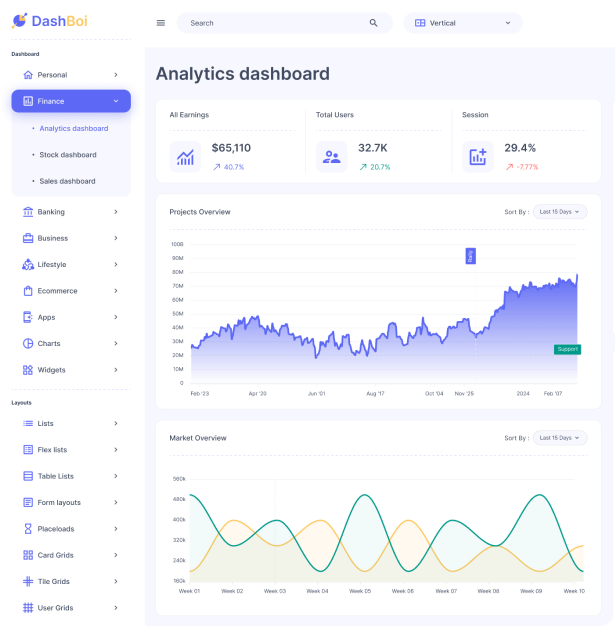 DashBoi
Search
Vertical
Dashboard
Personal
Finance
Analytics dashboard
Stock dashboard
Sales dashboard
Banking
Business
Lifestyle
Ecommerce
Apps
Charts
Widgets
Layouts
Lists
Flex lists
Table Lists
Form layouts
Placeloads
Card Grids
Tile Grids
User Grids
Analytics dashboard
All Earnings
$65,110
40.7%
Total Users
32.7K
20.7%
Session
29.4%
-7.77%
Projects Overview
Sort By : Last 15 Days
100B
90M
80M
70M
60M
50M
40M
30M
20M
10M
0
Rally
Support
Feb '23 Apr '20 Jun '01 Aug '17 Oct '04 Nov '25 2024 Feb '07
Market Overview
Sort By : Last 15 Days
560k
480k
400k
320k
240k
160k
Week 01 Week 02 Week 03 Week 04 Week 05 Week 06 Week 07 Week 08 Week 09 Week 10